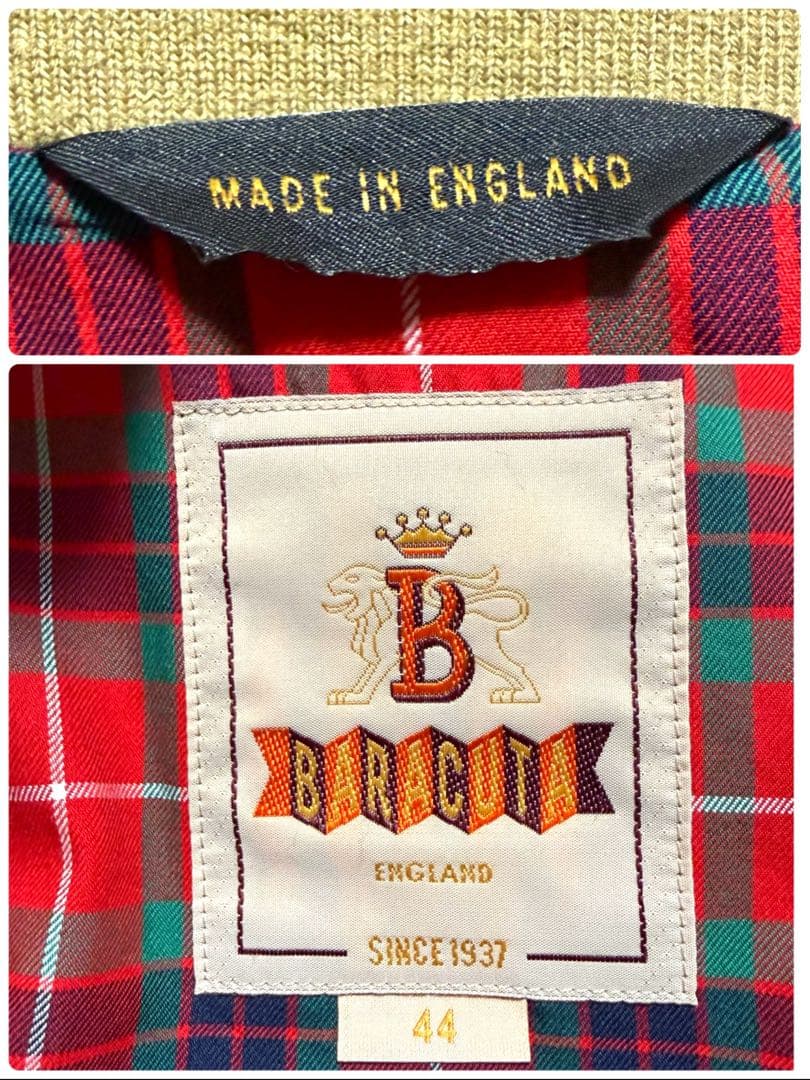 MADE IN ENGLAND
B
BARACUTA
ENGLAND
SINCE 1937
44